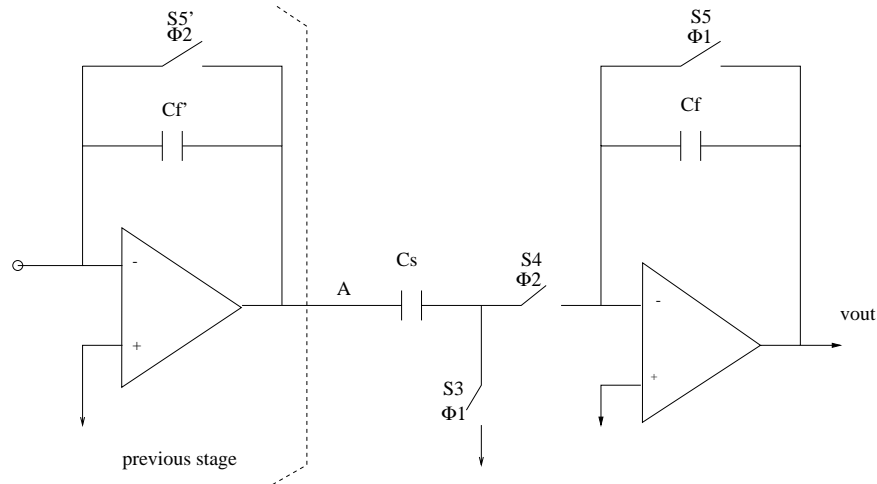 S5'
Φ2
Cf'
-
+
previous stage
A
Cs
S4
Φ2
S3
Φ1
S5
Φ1
Cf
-
+
vout